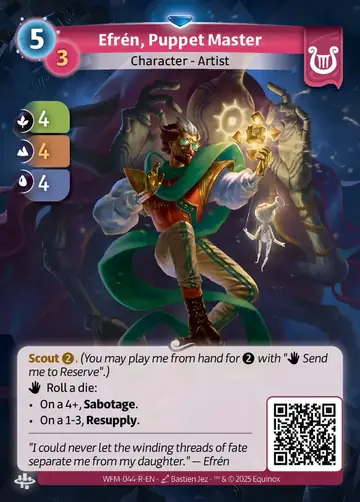 5
Efrén, Puppet Master
3
Character - Artist
4
4
4
Scout 2. (You may play me from hand for 2 with "Send
me to Reserve".)
Roll a die:
• On a 4+, Sabotage.
• On a 1-3, Resupply.
"I could never let the winding threads of fate
separate me from my daughter." — Efrén
WFM-044-R-EN - Bastien Jez - ™ & © 2025 Equinox